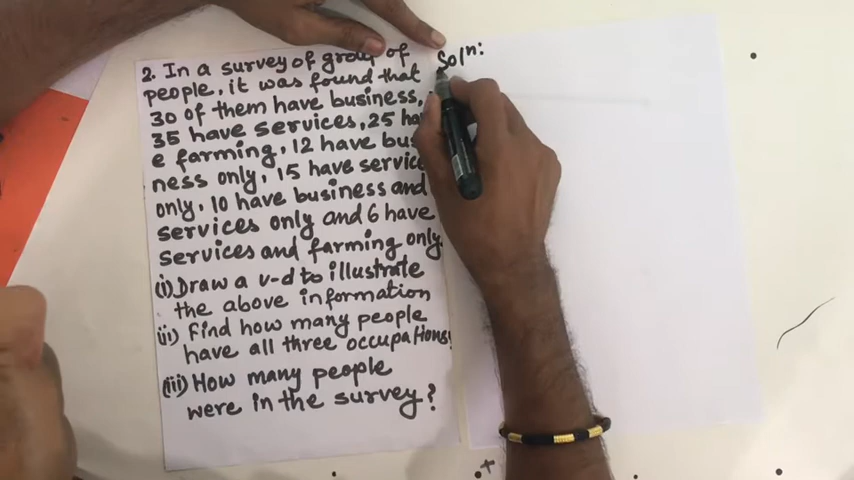 2. In a survey of group of
people, it was found that
30 of them have business,
35 have services, 25 ha
e farming, 12 have bus
ness only, 15 have service
only, 10 have business and
services only and 6 have
services and farming only.
(i) Draw a v-d to illustrate
the above information
(ii) Find how many people
have all three occupations?
(iii) How many people
were in the survey?
Solⁿ: